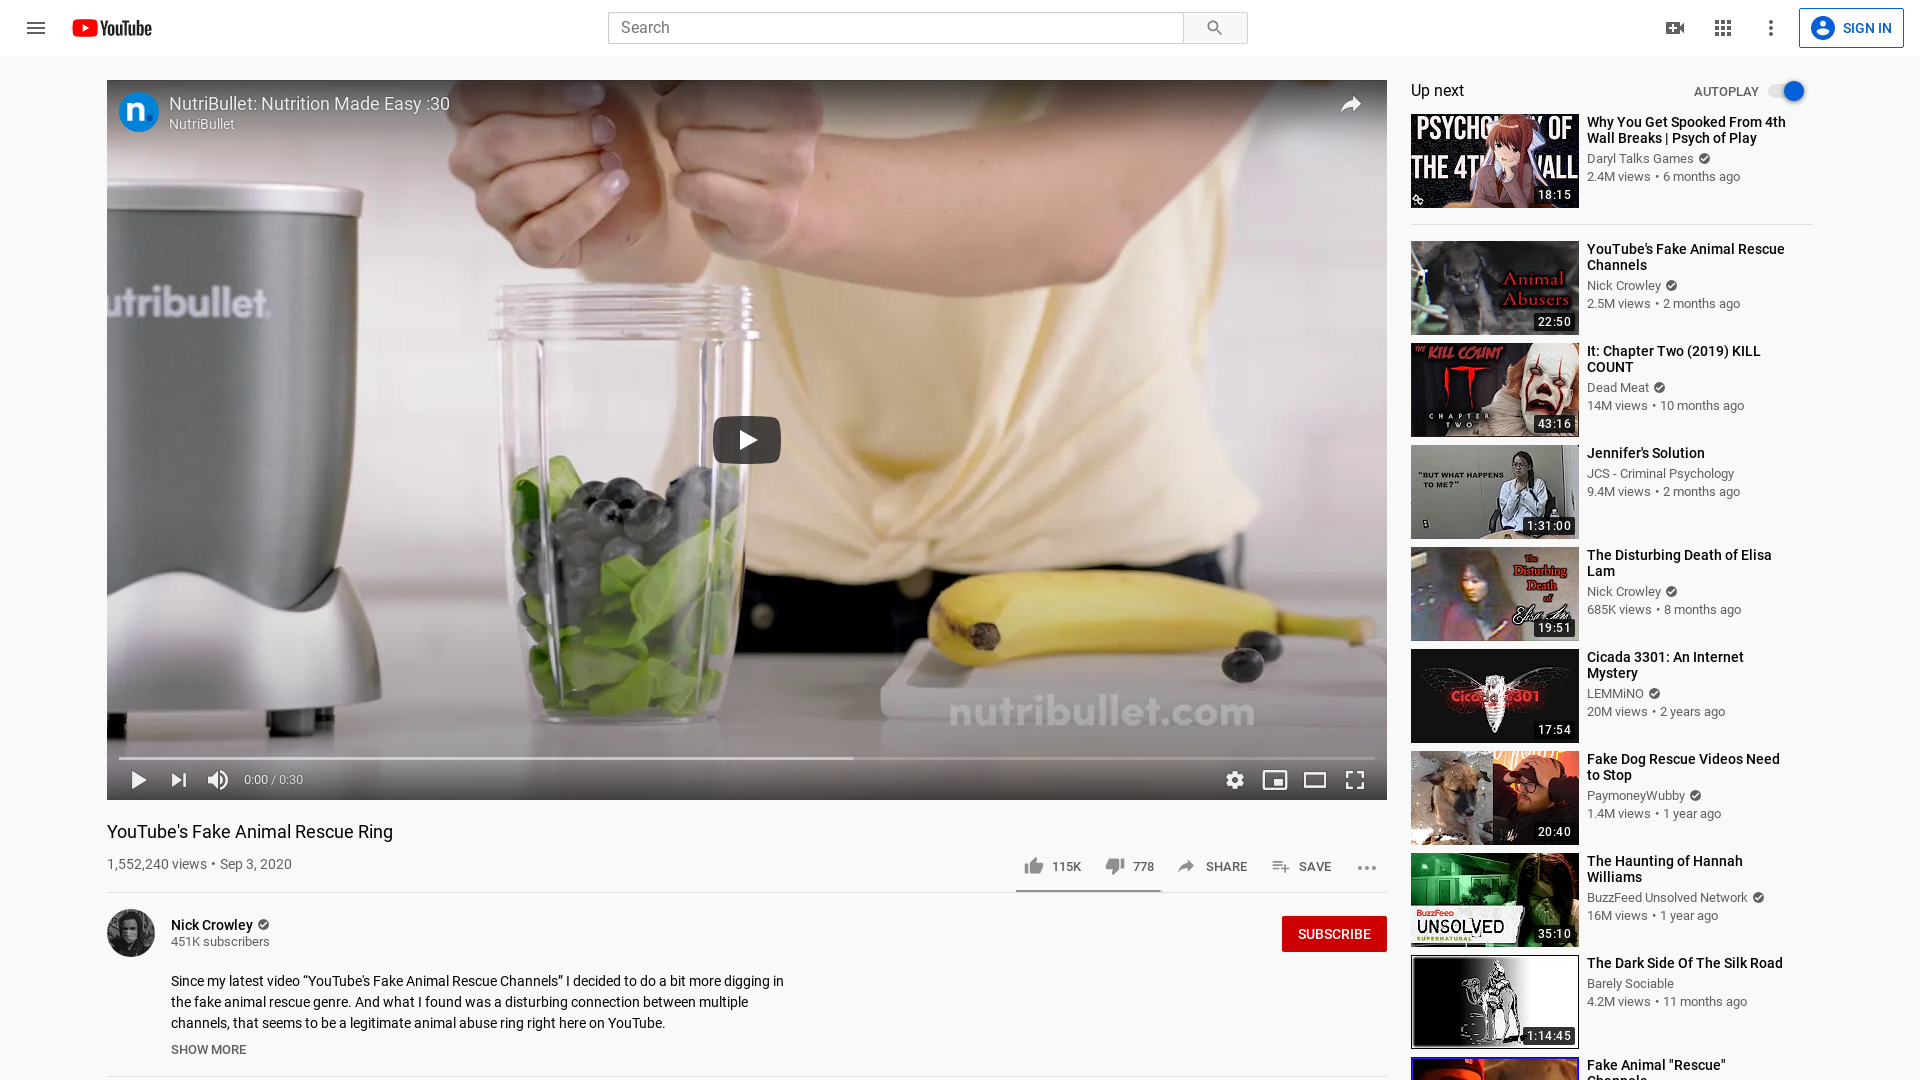 YouTube
Search
SIGN IN
n.
NutriBullet: Nutrition Made Easy :30
NutriBullet
utribullet.
nutribullet.com
0:00 / 0:30
YouTube's Fake Animal Rescue Ring
1,552,240 views • Sep 3, 2020
115K
778
SHARE
SAVE
Nick Crowley
451K subscribers
SUBSCRIBE
Since my latest video “YouTube's Fake Animal Rescue Channels” I decided to do a bit more digging in
the fake animal rescue genre. And what I found was a disturbing connection between multiple
channels, that seems to be a legitimate animal abuse ring right here on YouTube.
SHOW MORE
Up next
AUTOPLAY
PSYCHOLOGY OF
THE 4TH WALL
18:15
Why You Get Spooked From 4th
Wall Breaks | Psych of Play
Daryl Talks Games
2.4M views • 6 months ago
Animal
Abusers
22:50
YouTube's Fake Animal Rescue
Channels
Nick Crowley
2.5M views • 2 months ago
THE KILL COUNT
IT
CHAPTER
TWO
43:16
It: Chapter Two (2019) KILL
COUNT
Dead Meat
14M views • 10 months ago
"BUT WHAT HAPPENS
TO ME?"
1:31:00
Jennifer's Solution
JCS - Criminal Psychology
9.4M views • 2 months ago
The
Disturbing
Death
of
Elisa Lam
19:51
The Disturbing Death of Elisa
Lam
Nick Crowley
685K views • 8 months ago
Cicada 3301
17:54
Cicada 3301: An Internet
Mystery
LEMMiNO
20M views • 2 years ago
20:40
Fake Dog Rescue Videos Need
to Stop
PaymoneyWubby
1.4M views • 1 year ago
BuzzFeed
UNSOLVED
SUPERNATURAL
35:10
The Haunting of Hannah
Williams
BuzzFeed Unsolved Network
16M views • 1 year ago
1:14:45
The Dark Side Of The Silk Road
Barely Sociable
4.2M views • 11 months ago
Fake Animal "Rescue"
Channels